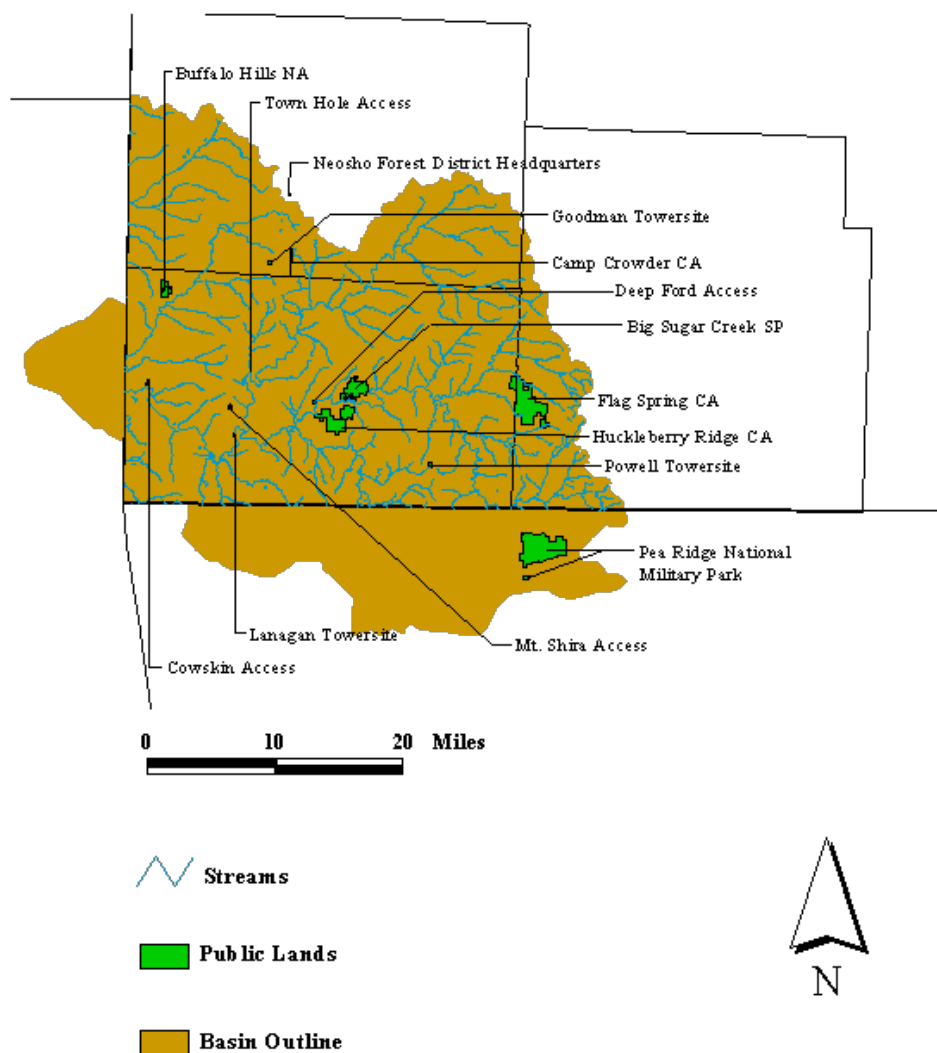 Buffalo Hills NA
Town Hole Access
Neosho Forest District Headquarters
Goodman Towersite
Camp Crowder CA
Deep Ford Access
Big Sugar Creek SP
Flag Spring CA
Huckleberry Ridge CA
Powell Towersite
Pea Ridge National
Military Park
Lanagan Towersite
Mt. Shira Access
Cowskin Access
0 10 20 Miles
Streams
Public Lands
N
Basin Outline